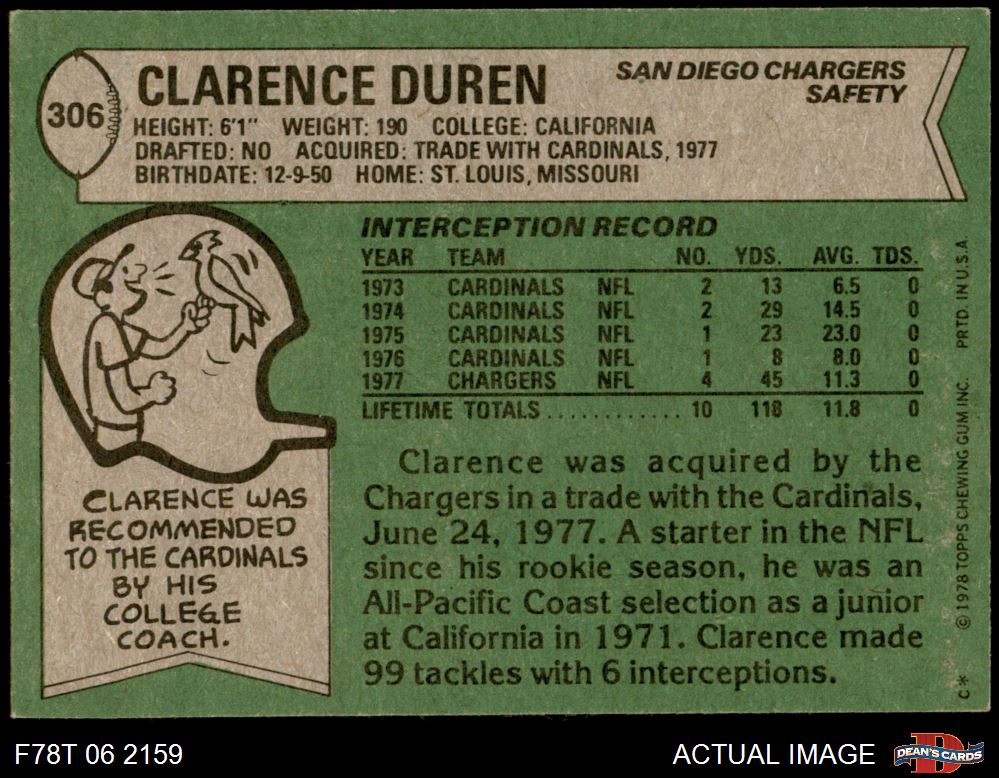 306
CLARENCE DUREN
SAN DIEGO CHARGERS
SAFETY
HEIGHT: 6'1" WEIGHT: 190 COLLEGE: CALIFORNIA
DRAFTED: NO ACQUIRED: TRADE WITH CARDINALS, 1977
BIRTHDATE: 12-9-50 HOME: ST. LOUIS, MISSOURI
INTERCEPTION RECORD
YEAR TEAM NO. YDS. AVG. TDS.
1973 CARDINALS NFL 2 13 6.5 0
1974 CARDINALS NFL 2 29 14.5 0
1975 CARDINALS NFL 1 23 23.0 0
1976 CARDINALS NFL 1 8 8.0 0
1977 CHARGERS NFL 4 45 11.3 0
LIFETIME TOTALS ............ 10 118 11.8 0
Clarence was acquired by the
Chargers in a trade with the Cardinals,
June 24, 1977. A starter in the NFL
since his rookie season, he was an
All-Pacific Coast selection as a junior
at California in 1971. Clarence made
99 tackles with 6 interceptions.
CLARENCE WAS
RECOMMENDED
TO THE CARDINALS
BY HIS
COLLEGE
COACH.
C* © 1978 TOPPS CHEWING GUM INC. PRTD. IN U.S.A.
F78T 06 2159
ACTUAL IMAGE
D
DEAN'S CARDS